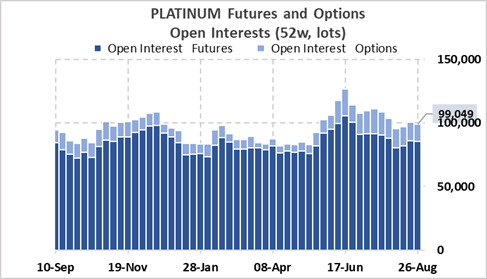 PLATINUM Futures and Options
Open Interests (52w, lots)
Open Interest Futures Open Interest Options
150,000
99,049
100,000
50,000
0
10-Sep 19-Nov 28-Jan 08-Apr 17-Jun 26-Aug